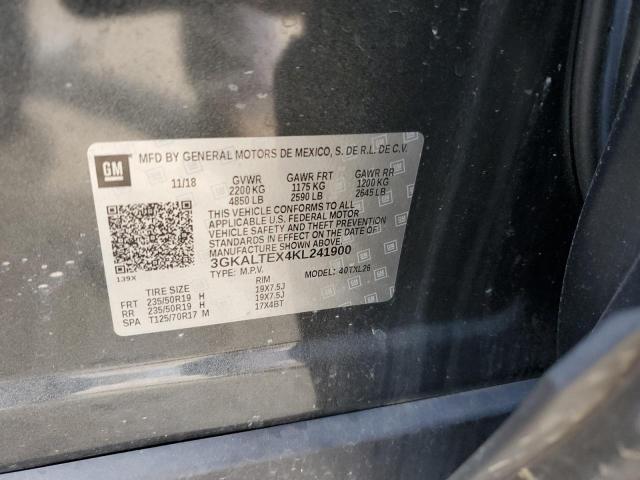 GM
MFD BY GENERAL MOTORS DE MEXICO, S. DE R.L. DE C.V.
11/18 GVWR GAWR FRT GAWR RR
2200 KG 1175 KG 1200 KG
4850 LB 2590 LB 2645 LB
THIS VEHICLE CONFORMS TO ALL
APPLICABLE U.S. FEDERAL MOTOR
VEHICLE SAFETY, BUMPER, AND THEFT PREVENTION
STANDARDS IN EFFECT ON THE DATE OF
MANUFACTURE SHOWN ABOVE.
3GKALTEX4KL241900
139X TYPE: M.P.V. MODEL: 40TXL26
TIRE SIZE RIM
FRT 235/50R19 H 19X7.5J
RR 235/50R19 H 19X7.5J
SPA T125/70R17 M 17X4BT